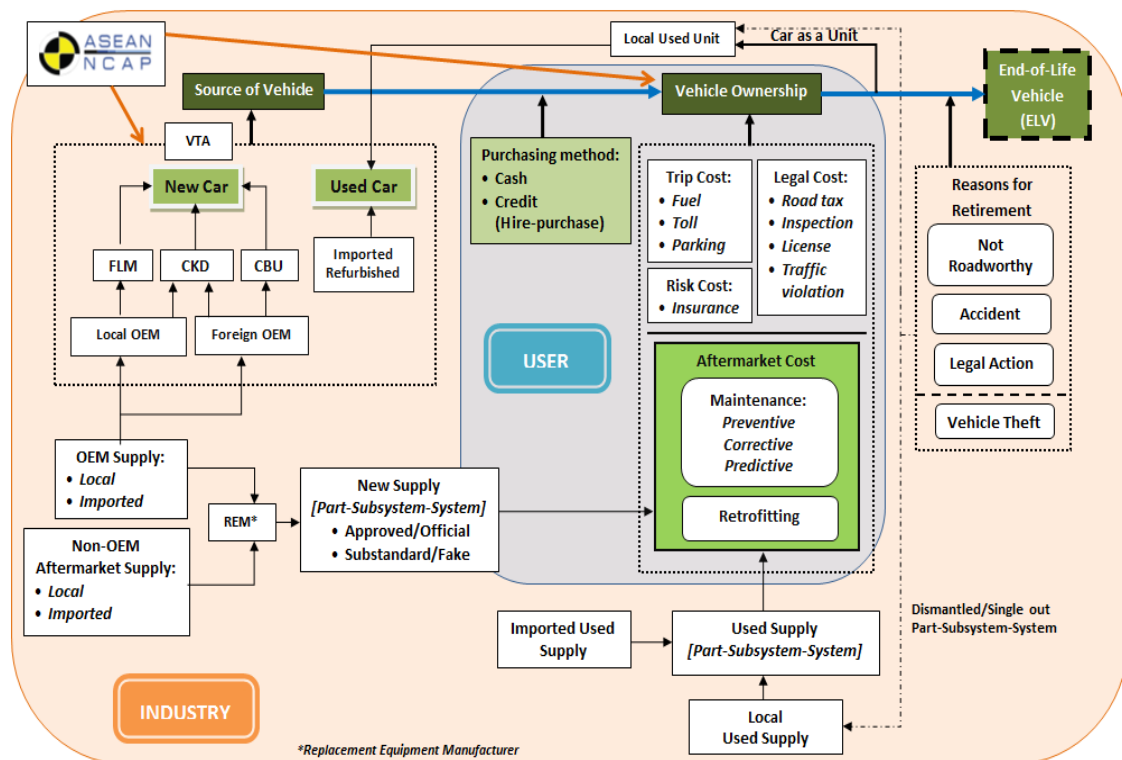 ASEAN
NCAP
Local Used Unit
Car as a Unit
Source of Vehicle
Vehicle Ownership
End-of-Life
Vehicle
(ELV)
VTA
New Car
Used Car
FLM
CKD
CBU
Imported
Refurbished
Local OEM
Foreign OEM
Purchasing method:
• Cash
• Credit
(Hire-purchase)
Trip Cost:
• Fuel
• Toll
• Parking
Legal Cost:
• Road tax
• Inspection
• License
• Traffic
violation
Risk Cost:
• Insurance
Reasons for
Retirement
Not
Roadworthy
Accident
Legal Action
Vehicle Theft
USER
Aftermarket Cost
Maintenance:
Preventive
Corrective
Predictive
Retrofitting
OEM Supply:
• Local
• Imported
Non-OEM
Aftermarket Supply:
• Local
• Imported
REM*
New Supply
[Part-Subsystem-System]
• Approved/Official
• Substandard/Fake
Imported Used
Supply
Used Supply
[Part-Subsystem-System]
Dismantled/Single out
Part-Subsystem-System
Local
Used Supply
INDUSTRY
*Replacement Equipment Manufacturer